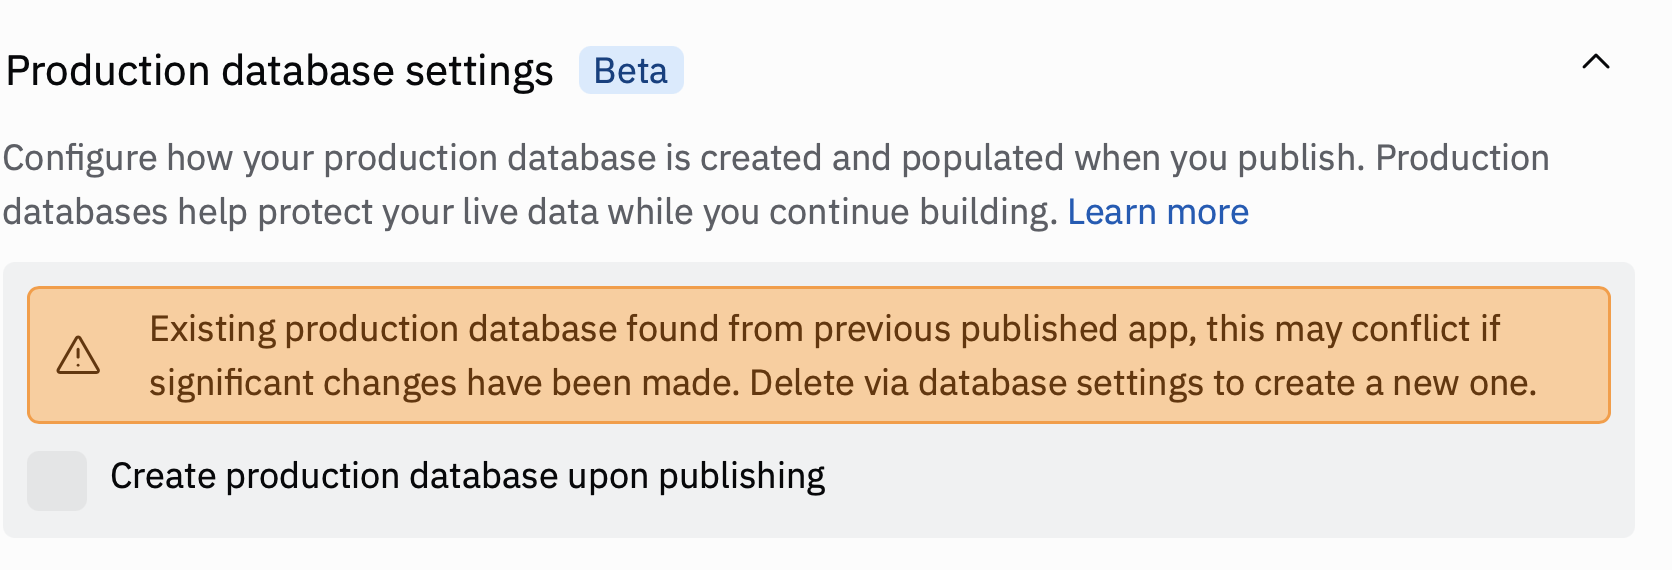 Production database settings Beta
Configure how your production database is created and populated when you publish. Production
databases help protect your live data while you continue building. Learn more
Existing production database found from previous published app, this may conflict if
significant changes have been made. Delete via database settings to create a new one.
Create production database upon publishing